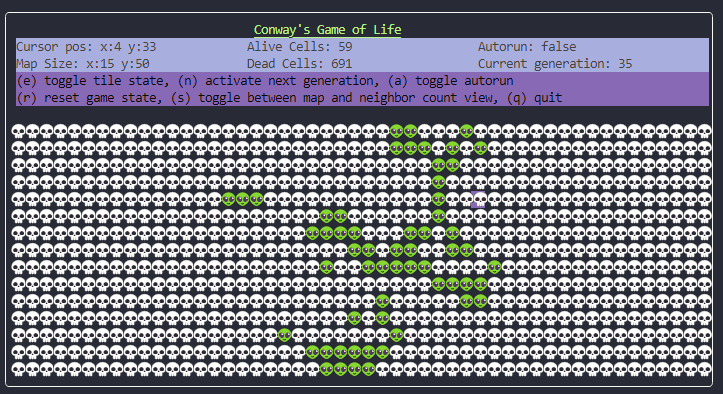 Conway's Game of Life
Cursor pos: x:4 y:33 Alive Cells: 59 Autorun: false
Map Size: x:15 y:50 Dead Cells: 691 Current generation: 35
(e) toggle tile state, (n) activate next generation, (a) toggle autorun
(r) reset game state, (s) toggle between map and neighbor count view, (q) quit